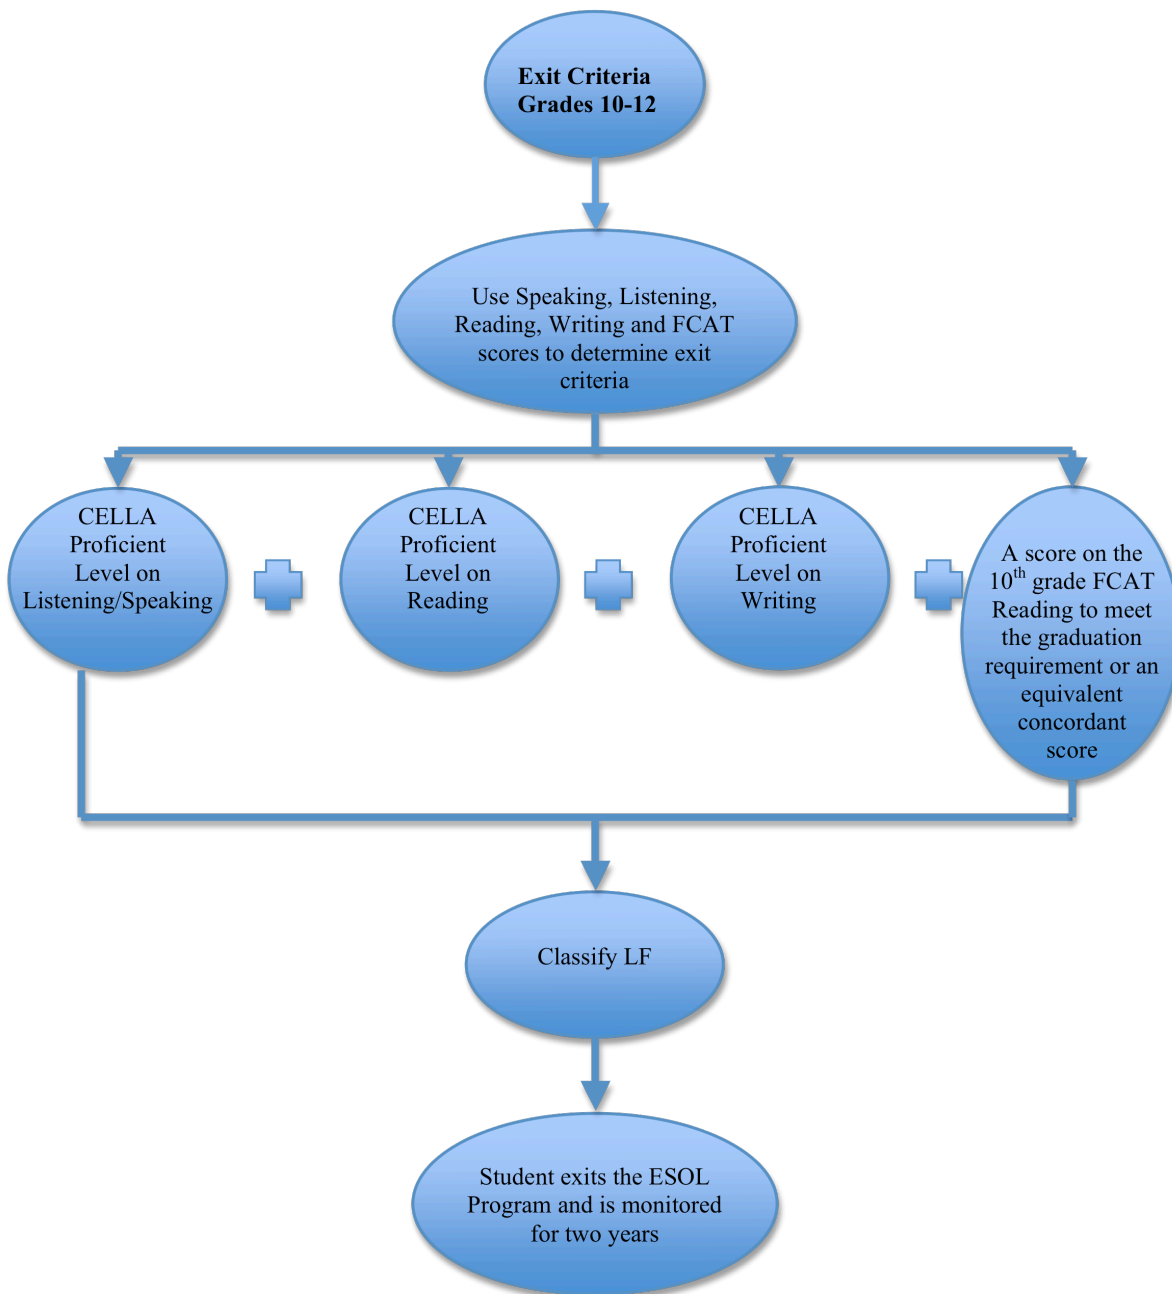 Exit Criteria
Grades 10-12
Use Speaking, Listening,
Reading, Writing and FCAT
scores to determine exit
criteria
CELLA
Proficient
Level on
Listening/Speaking
CELLA
Proficient
Level on
Reading
CELLA
Proficient
Level on
Writing
A score on the
10th grade FCAT
Reading to meet
the graduation
requirement or an
equivalent
concordant
score
Classify LF
Student exits the ESOL
Program and is monitored
for two years